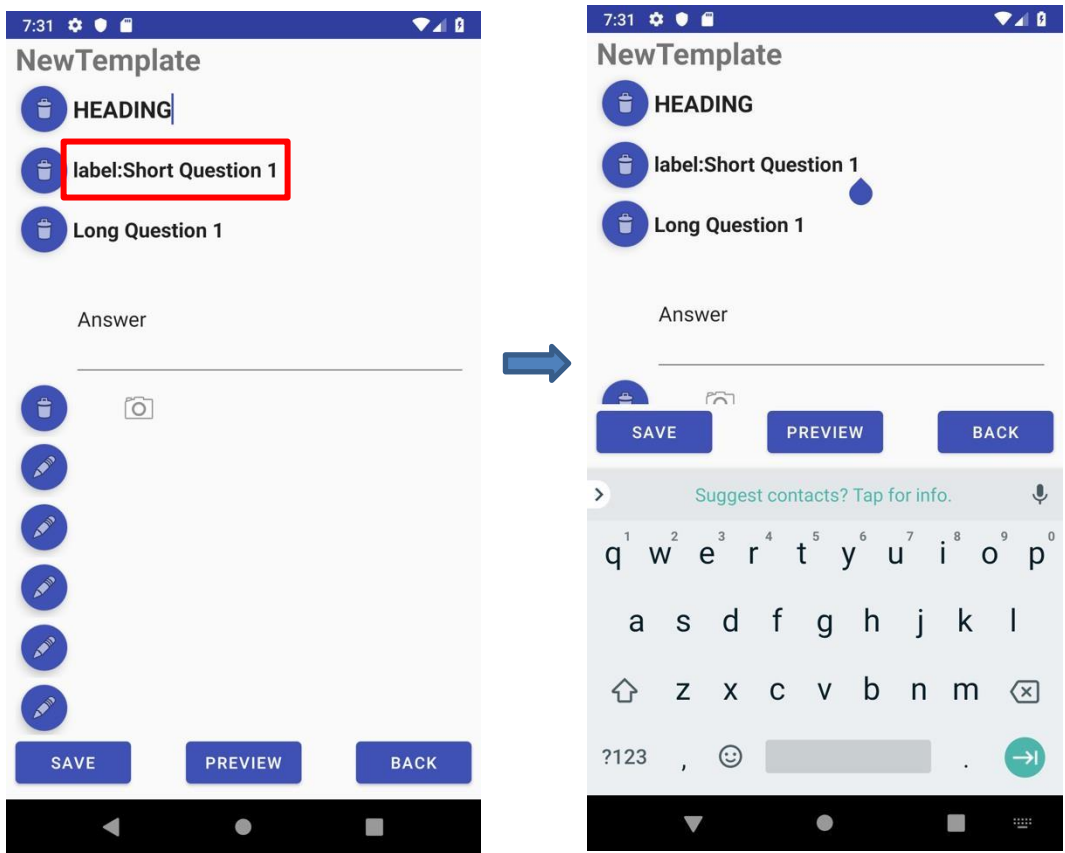 7:31
NewTemplate
HEADING
label:Short Question 1
Long Question 1
Answer
SAVE PREVIEW BACK
7:31
NewTemplate
HEADING
label:Short Question 1
Long Question 1
Answer
SAVE PREVIEW BACK
Suggest contacts? Tap for info.
1 2 3 4 5 6 7 8 9 0
q w e r t y u i o p
a s d f g h j k l
z x c v b n m
?123 , .